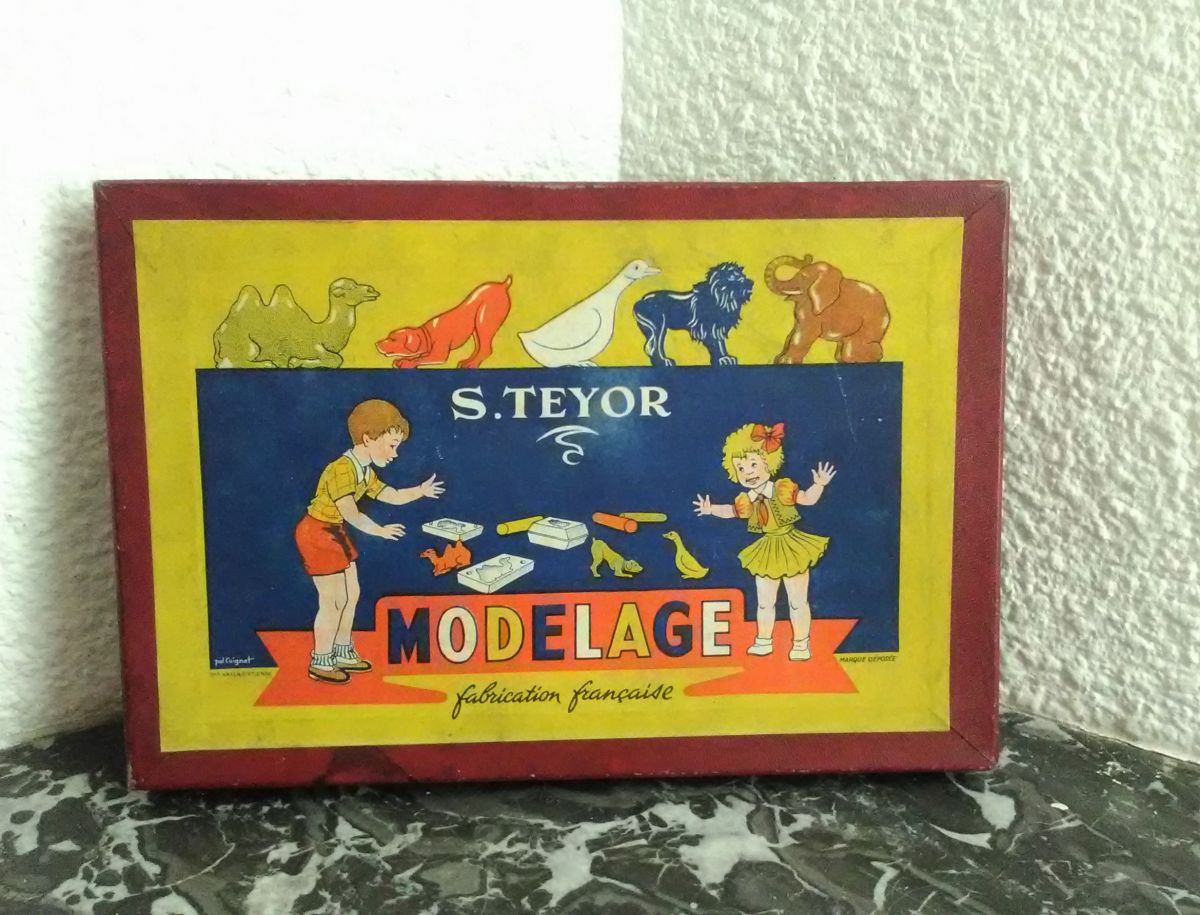 S.TEYOR
MODELAGE
fabrication française
MARQUE DÉPOSÉE